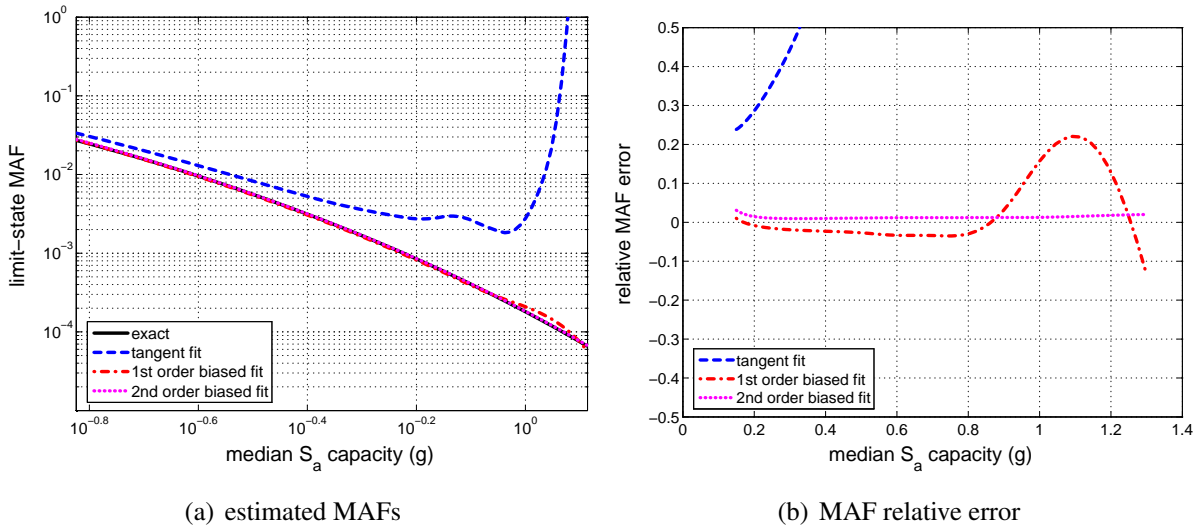 10^0
10^−1
10^−2
10^−3
10^−4
limit−state MAF
exact
tangent fit
1st order biased fit
2nd order biased fit
10^−0.8 10^−0.6 10^−0.4 10^−0.2 10^0
median S_a capacity (g)
(a) estimated MAFs
0.5
0.4
0.3
0.2
0.1
0
−0.1
−0.2
−0.3
−0.4
−0.5
relative MAF error
tangent fit
1st order biased fit
2nd order biased fit
0 0.2 0.4 0.6 0.8 1 1.2 1.4
median S_a capacity (g)
(b) MAF relative error